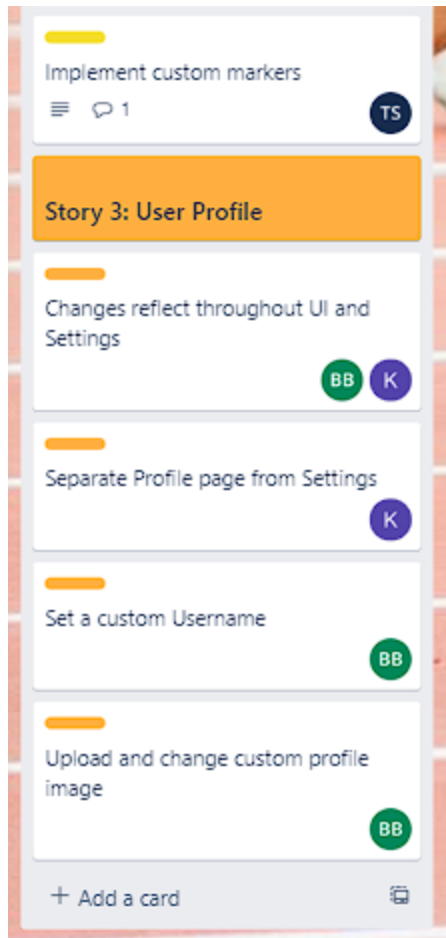 Implement custom markers
1
TS
Story 3: User Profile
Changes reflect throughout UI and
Settings
BB K
Separate Profile page from Settings
K
Set a custom Username
BB
Upload and change custom profile
image
BB
+ Add a card